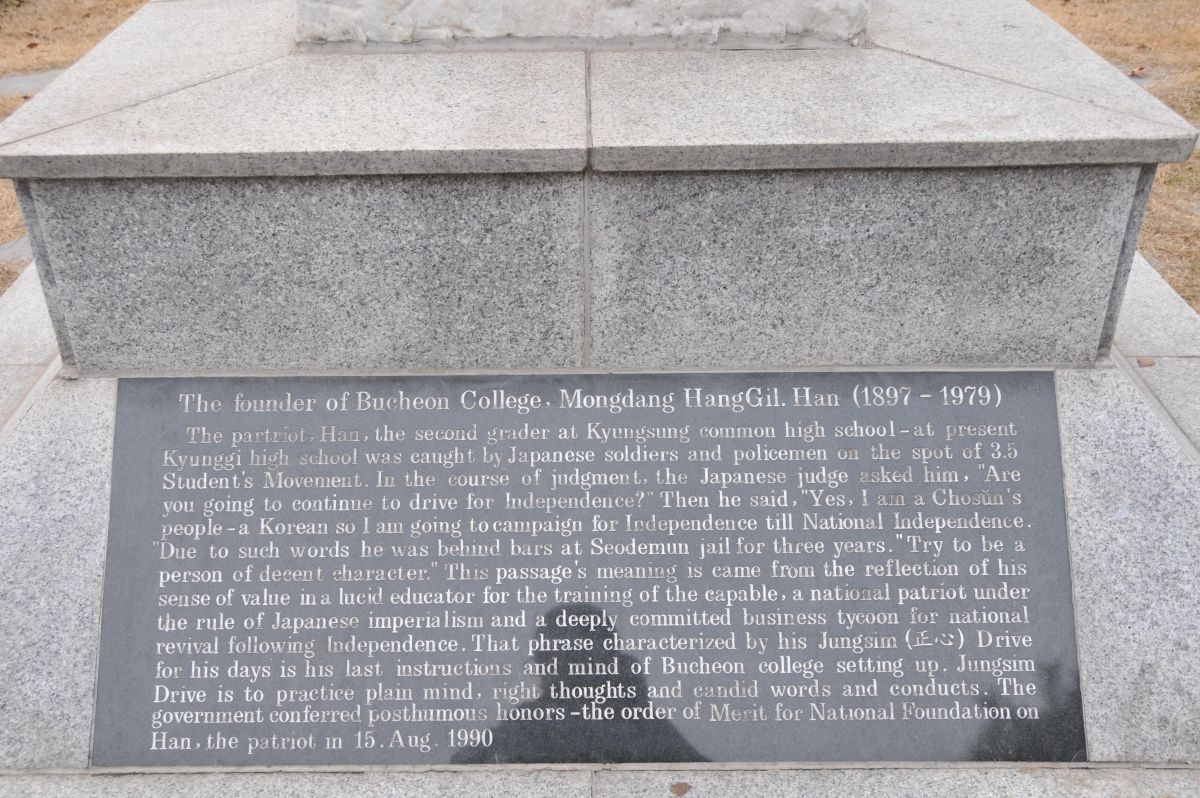 The founder of Bucheon College, Mongdang HangGil. Han (1897 - 1979)
The partriot, Han, the second grader at Kyungsung common high school - at present
Kyunggi high school was caught by Japanese soldiers and policemen on the spot of 3.5
Student's Movement. In the course of judgment, the Japanese judge asked him, "Are
you going to continue to drive for Independence?" Then he said, "Yes, I am a Chosŭn's
people - a Korean so I am going to campaign for Independence till National Independence.
"Due to such words he was behind bars at Seodemun jail for three years." Try to be a
person of decent character." This passage's meaning is came from the reflection of his
sense of value in a lucid educator for the training of the capable, a national patriot under
the rule of Japanese imperialism and a deeply committed business tycoon for national
revival following Independence. That phrase characterized by his Jungsim (正心) Drive
for his days is his last instructions and mind of Bucheon college setting up. Jungsim
Drive is to practice plain mind, right thoughts and candid words and conducts. The
government conferred posthumous honors - the order of Merit for National Foundation on
Han, the patriot in 15. Aug. 1990